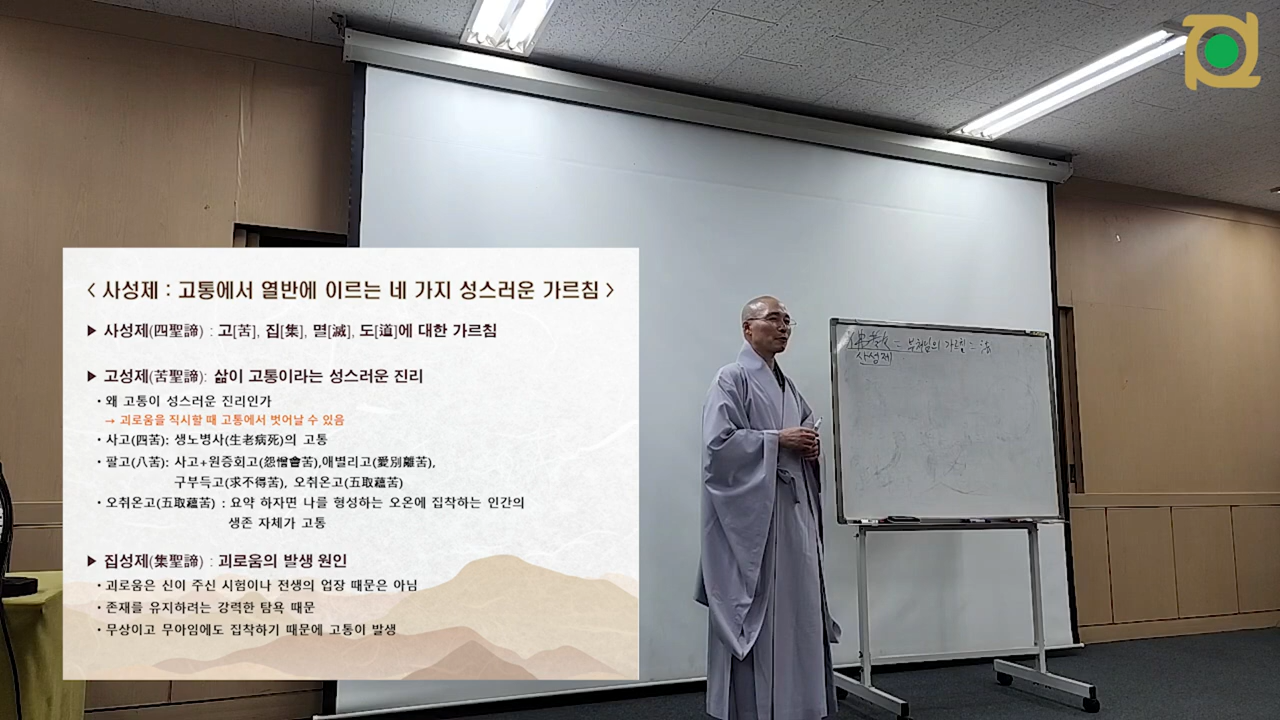 < 사성제 : 고통에서 열반에 이르는 네 가지 성스러운 가르침 >
▶ 사성제(四聖諦) : 고[苦], 집[集], 멸[滅], 도[道]에 대한 가르침
▶ 고성제(苦聖諦): 삶이 고통이라는 성스러운 진리
• 왜 고통이 성스러운 진리인가
→ 괴로움을 직시할 때 고통에서 벗어날 수 있음
• 사고(四苦): 생노병사(生老病死)의 고통
• 팔고(八苦): 사고+원증회고(怨憎會苦),애별리고(愛別離苦),
구부득고(求不得苦), 오취온고(五取蘊苦)
• 오취온고(五取蘊苦) : 요약 하자면 나를 형성하는 오온에 집착하는 인간의
생존 자체가 고통
▶ 집성제(集聖諦) : 괴로움의 발생 원인
• 괴로움은 신이 주신 시험이나 전생의 업장 때문은 아님
• 존재를 유지하려는 강력한 탐욕 때문
• 무상이고 무아임에도 집착하기 때문에 고통이 발생
= 부처님의 가르침 = 法
사성제